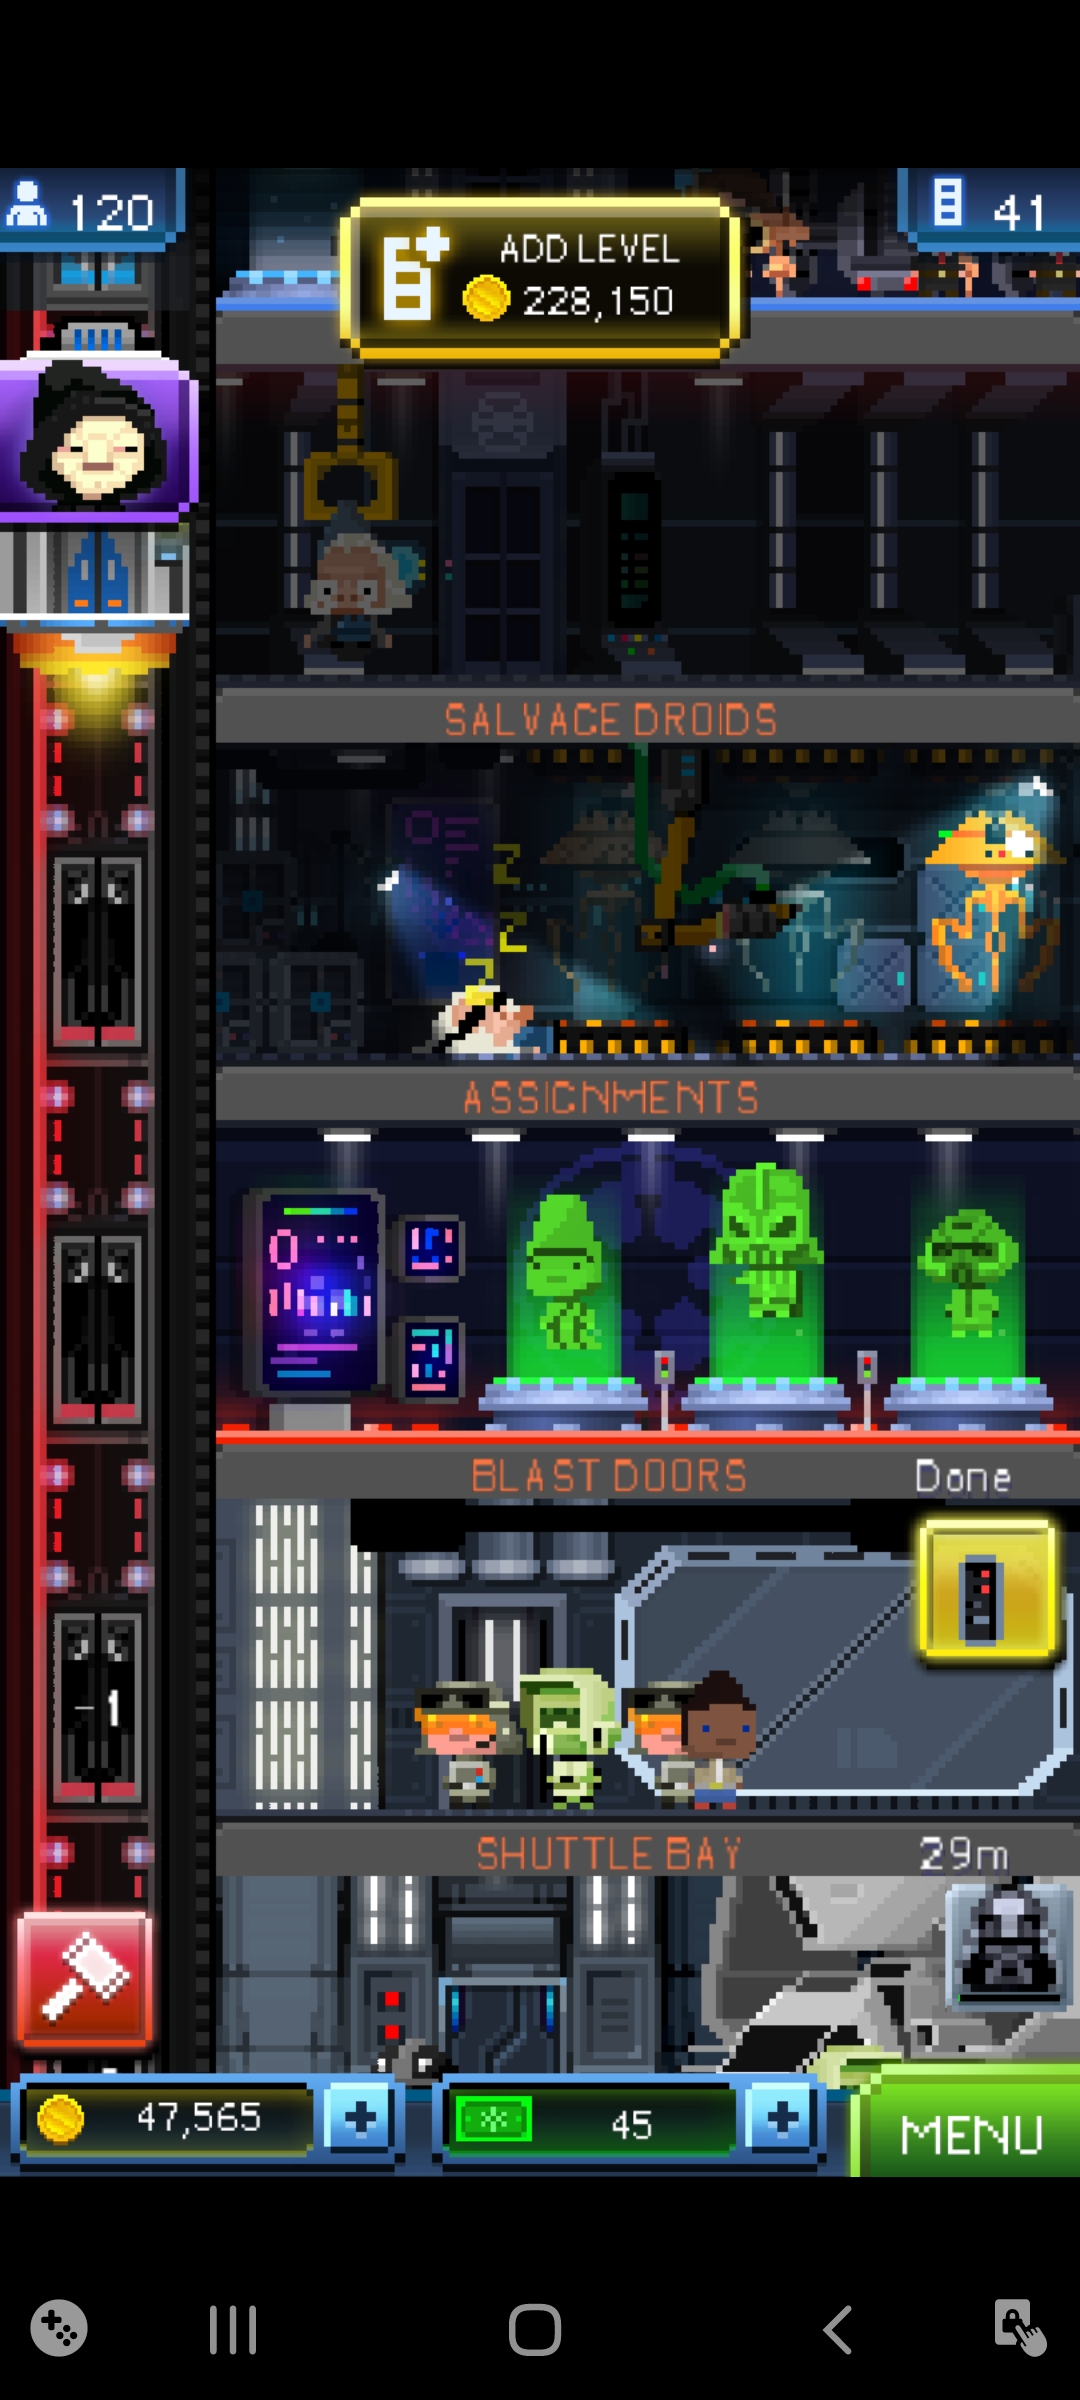 120
ADD LEVEL
228,150
41
SALVAGE DROIDS
Z
Z
Z
ASSIGNMENTS
BLAST DOORS
Done
-1
SHUTTLE BAY
29m
47,565
+
45
+
MENU